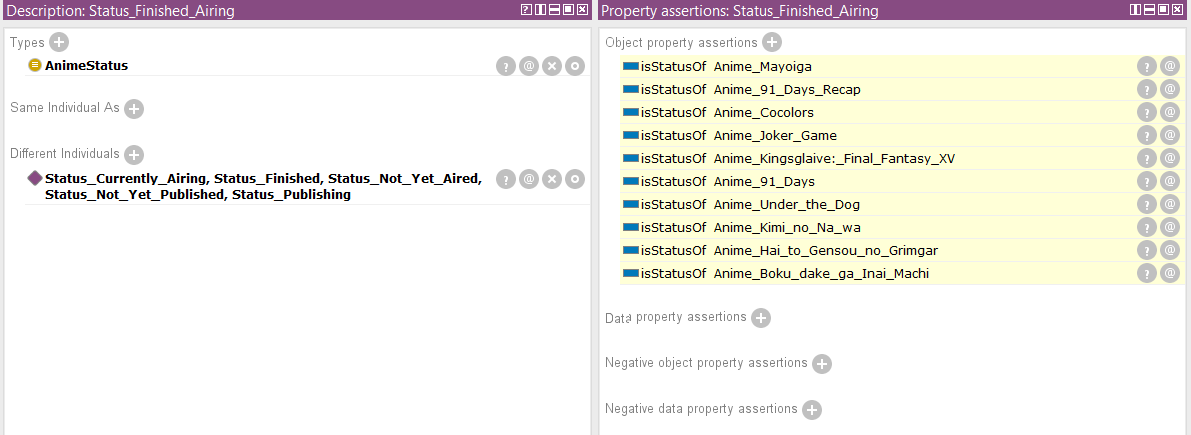 Description: Status_Finished_Airing
Types
AnimeStatus
Same Individual As
Different Individuals
Status_Currently_Airing, Status_Finished, Status_Not_Yet_Aired,
Status_Not_Yet_Published, Status_Publishing
Property assertions: Status_Finished_Airing
Object property assertions
isStatusOf Anime_Mayoiga
isStatusOf Anime_91_Days_Recap
isStatusOf Anime_Cocolors
isStatusOf Anime_Joker_Game
isStatusOf Anime_Kingsglaive:_Final_Fantasy_XV
isStatusOf Anime_91_Days
isStatusOf Anime_Under_the_Dog
isStatusOf Anime_Kimi_no_Na_wa
isStatusOf Anime_Hai_to_Gensou_no_Grimgar
isStatusOf Anime_Boku_dake_ga_Inai_Machi
Data property assertions
Negative object property assertions
Negative data property assertions